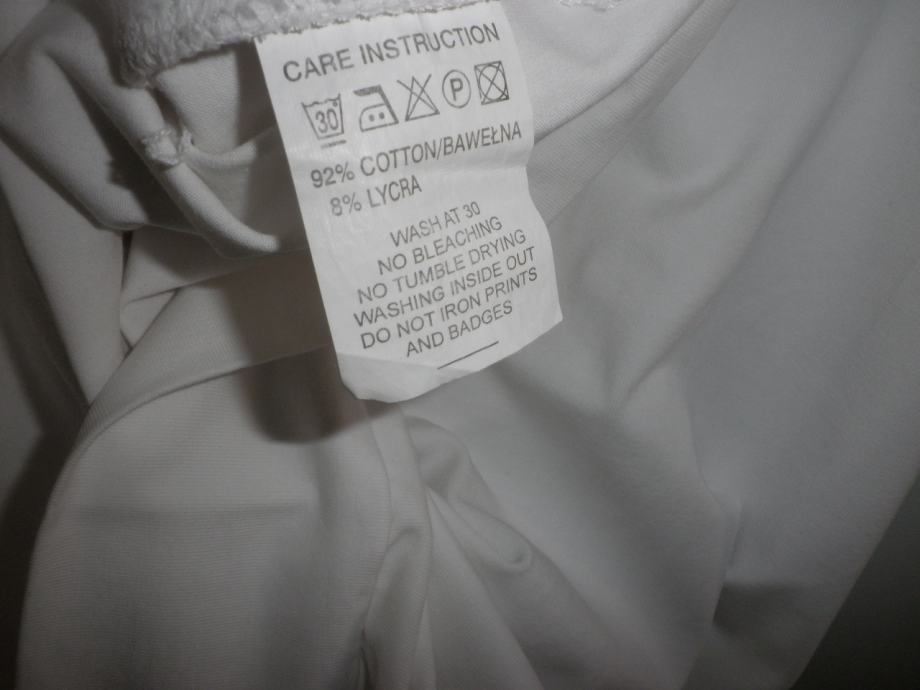 CARE INSTRUCTION
30 P
92% COTTON/BAWEŁNA
8% LYCRA
WASH AT 30
NO BLEACHING
NO TUMBLE DRYING
WASHING INSIDE OUT
DO NOT IRON PRINTS
AND BADGES